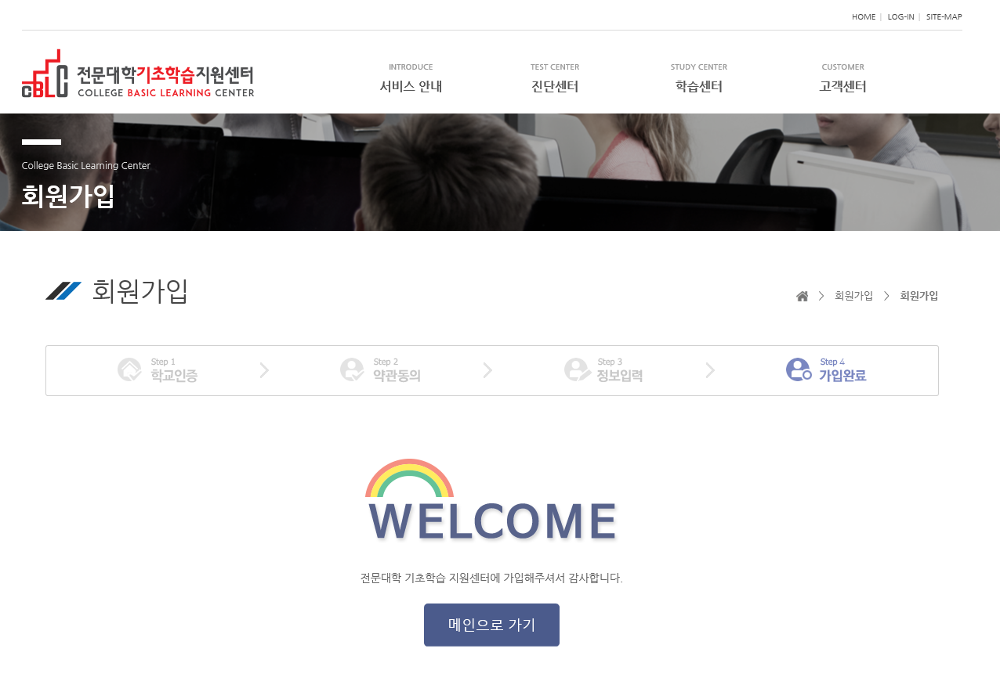 HOME | LOG-IN | SITE-MAP
CBLC 전문대학기초학습지원센터
COLLEGE BASIC LEARNING CENTER
INTRODUCE
서비스 안내
TEST CENTER
진단센터
STUDY CENTER
학습센터
CUSTOMER
고객센터
College Basic Learning Center
회원가입
회원가입
> 회원가입 > 회원가입
Step 1
학교인증
Step 2
약관동의
Step 3
정보입력
Step 4
가입완료
WELCOME
전문대학 기초학습 지원센터에 가입해주셔서 감사합니다.
메인으로 가기